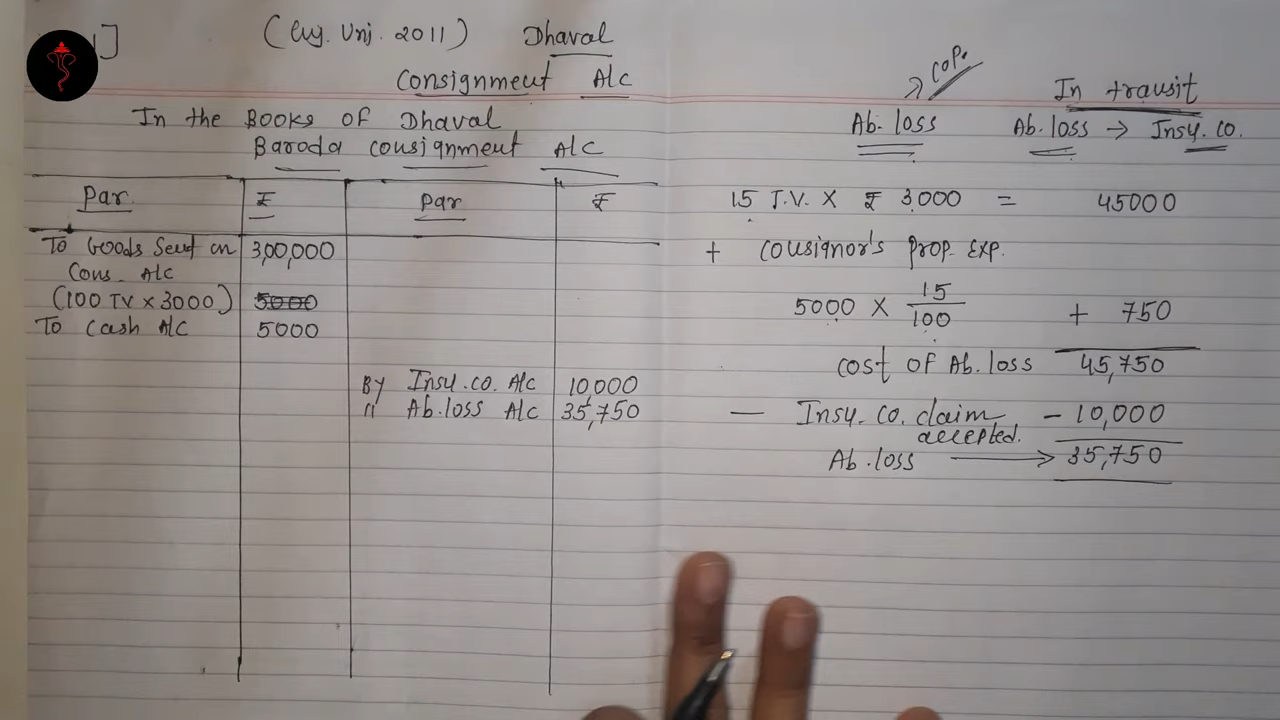 (Guj. Uni. 2011) Dhaval
Consignment A/c
In the Books of Dhaval
Baroda consignment A/c
Par. ₹ Par ₹
To Goods Sent on 3,00,000
Cons. A/c
(100 TV x 3000) 5000
To Cash A/c 5000
By Insu. co. A/c 10,000
" Ab. loss A/c 35,750
In transit
Ab. loss Ab. loss → Insu. co.
15 T.V. x ₹ 3000 = 45000
+ consignor's Prop. Exp.
5000 x 15/100 + 750
cost of Ab. loss 45,750
— Insu. co. claim - 10,000
accepted.
Ab. loss → 35,750